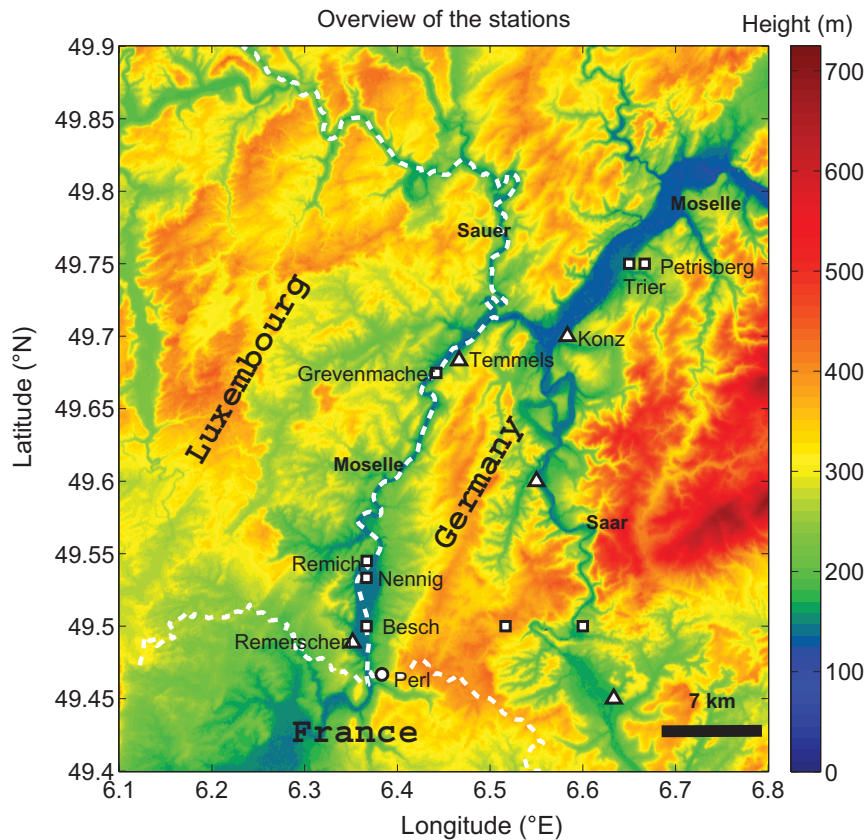 Overview of the stations
Height (m)
49.9
49.85
49.8
49.75
49.7
49.65
49.6
49.55
49.5
49.45
49.4
Latitude (°N)
6.1
6.2
6.3
6.4
6.5
6.6
6.7
6.8
Longitude (°E)
700
600
500
400
300
200
100
0
Moselle
Sauer
Petrisberg
Trier
Luxembourg
Konz
Temmels
Grevenmacher
Germany
Moselle
Saar
Remich
Nennig
Besch
Remerschen
Perl
7 km
France